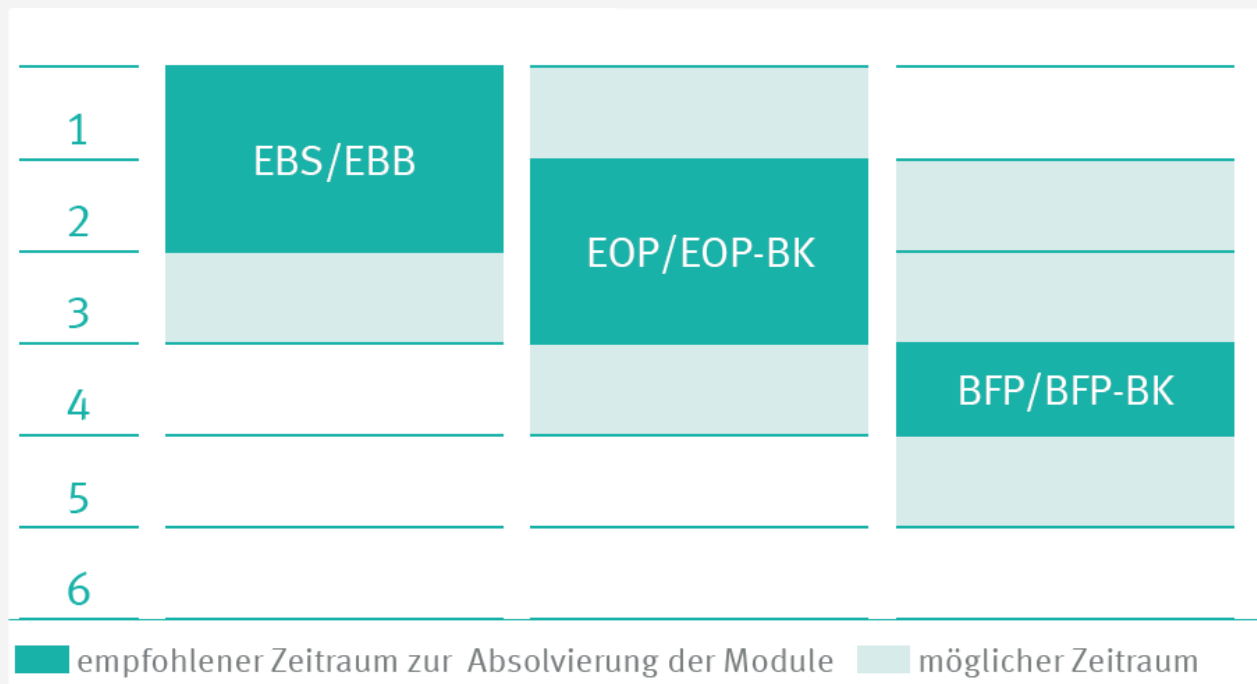 1
EBS/EBB
2
EOP/EOP-BK
3
4
BFP/BFP-BK
5
6
empfohlener Zeitraum zur Absolvierung der Module
möglicher Zeitraum